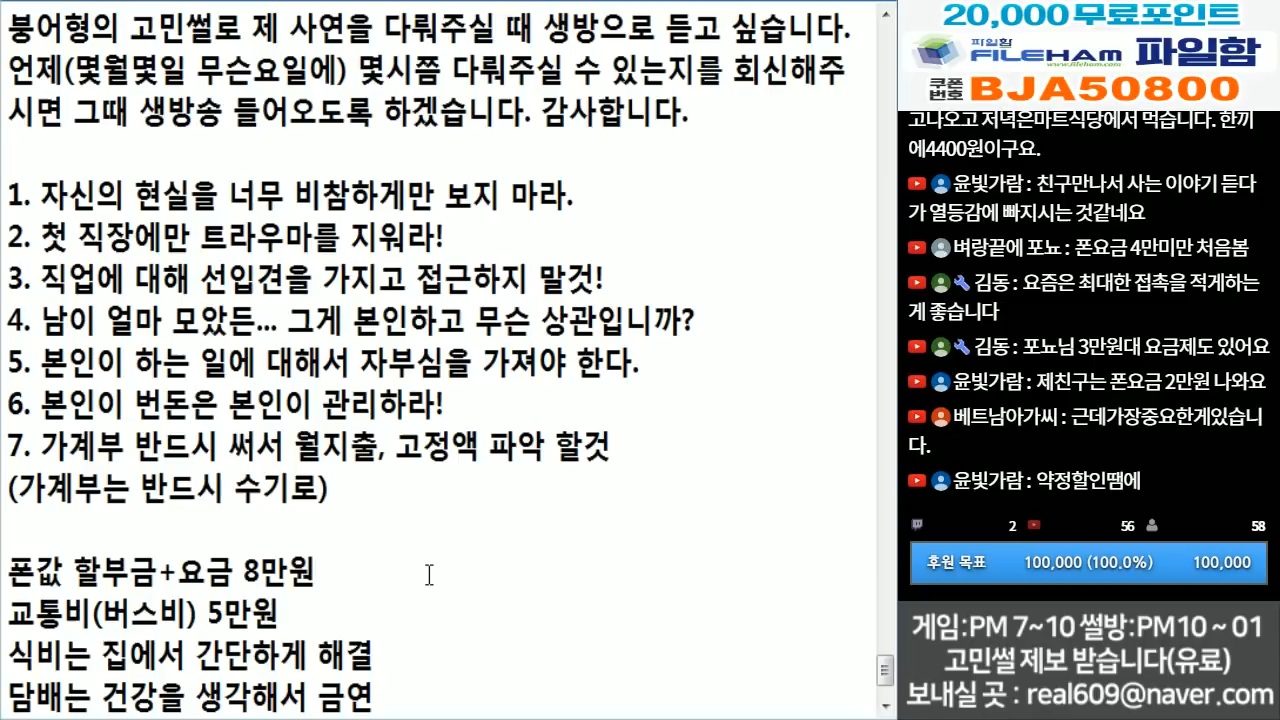 붕어형의 고민썰로 제 사연을 다뤄주실 때 생방으로 듣고 싶습니다.
언제(몇월몇일 무슨요일에) 몇시쯤 다뤄주실 수 있는지를 회신해주
시면 그때 생방송 들어오도록 하겠습니다. 감사합니다.
1. 자신의 현실을 너무 비참하게만 보지 마라.
2. 첫 직장에만 트라우마를 지워라!
3. 직업에 대해 선입견을 가지고 접근하지 말것!
4. 남이 얼마 모았든... 그게 본인하고 무슨 상관입니까?
5. 본인이 하는 일에 대해서 자부심을 가져야 한다.
6. 본인이 번돈은 본인이 관리하라!
7. 가계부 반드시 써서 월지출, 고정액 파악 할것
(가계부는 반드시 수기로)
폰값 할부금+요금 8만원
교통비(버스비) 5만원
식비는 집에서 간단하게 해결
담배는 건강을 생각해서 금연
20,000무료포인트
파일함
FILEHAM
www.fileham.com
파일함
쿠폰
번호
BJA50800
고나오고 저녁은마트식당에서 먹습니다. 한끼
에4400원이구요.
윤빛가람 : 친구만나서 사는 이야기 듣다
가 열등감에 빠지시는 것같네요
벼랑끝에 포뇨 : 폰요금 4만미만 처음봄
김동 : 요즘은 최대한 접촉을 적게하는
게 좋습니다
김동 : 포뇨님 3만원대 요금제도 있어요
윤빛가람 : 제친구는 폰요금 2만원 나와요
베트남아가씨 : 근데가장중요한게있습니
다.
윤빛가람 : 약정할인땜에
2 56 58
후원 목표 100,000 (100.0%) 100,000
게임:PM 7~10 썰방:PM10 ~ 01
고민썰 제보 받습니다(유료)
보내실 곳 : real609@naver.com